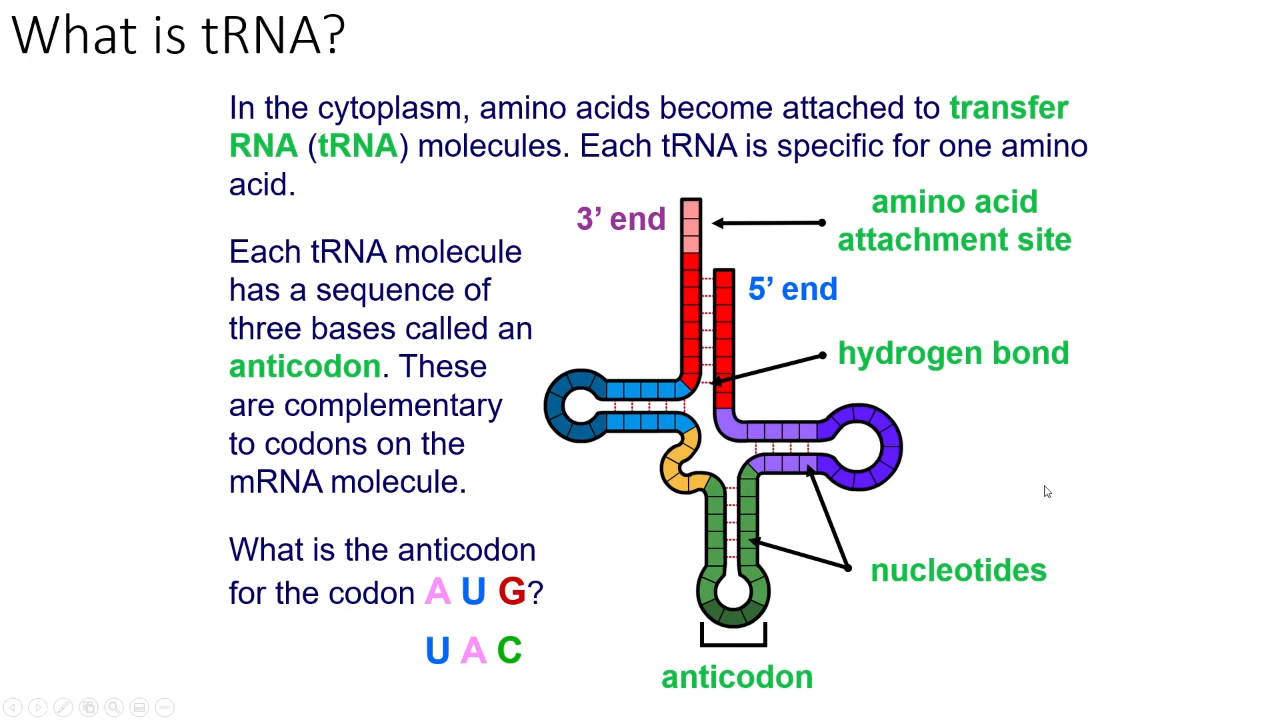 What is tRNA?
In the cytoplasm, amino acids become attached to transfer
RNA (tRNA) molecules. Each tRNA is specific for one amino
acid.
3’ end
amino acid
attachment site
Each tRNA molecule
has a sequence of
three bases called an
anticodon. These
are complementary
to codons on the
mRNA molecule.
5’ end
hydrogen bond
What is the anticodon
for the codon A U G?
U A C
nucleotides
anticodon